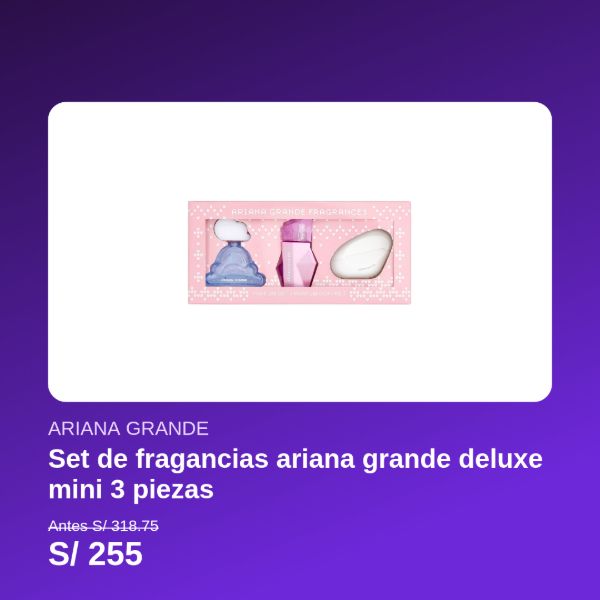 ARIANA GRANDE FRAGRANCES
ARIANA GRANDE
Set de fragancias ariana grande deluxe
mini 3 piezas
Antes S/ 318.75
S/ 255